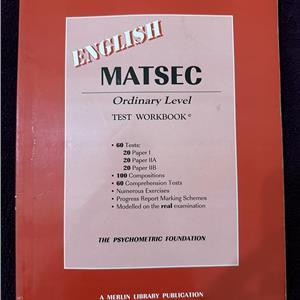 ENGLISH
MATSEC
Ordinary Level
TEST WORKBOOK ©
• 60 Tests:
20 Paper I
20 Paper IIA
20 Paper IIB
• 100 Compositions
• 60 Comprehension Tests
• Numerous Exercises
• Progress Report Marking Schemes
• Modelled on the real examination
THE PSYCHOMETRIC FOUNDATION
A MERLIN LIBRARY PUBLICATION